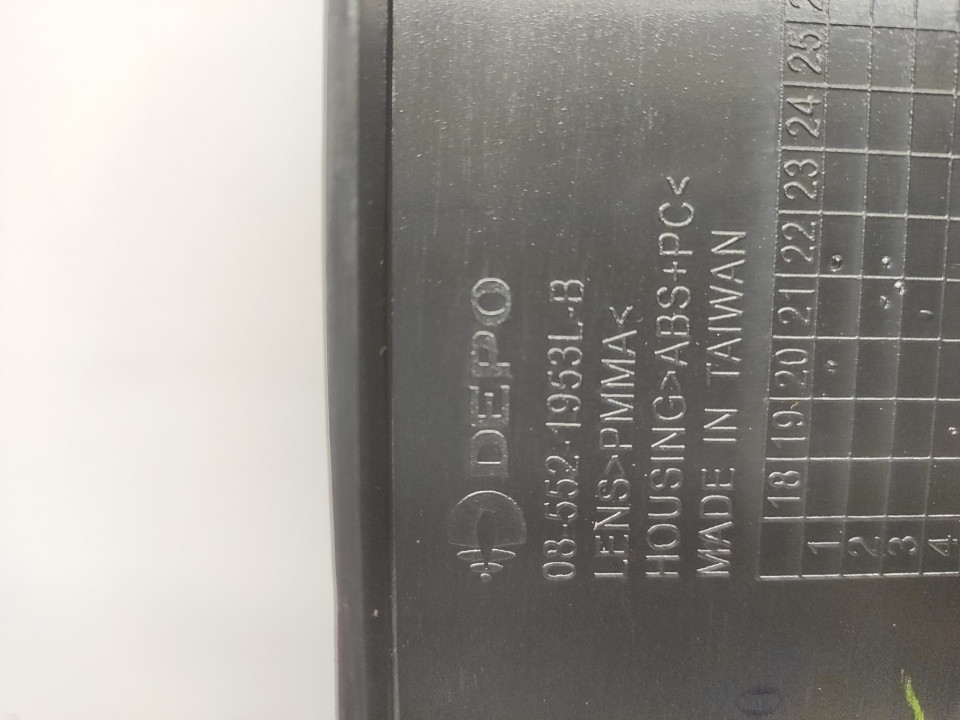 DEPO
08-552-1953L-B
LENS>PMMA<
HOUSING>ABS+PC<
MADE IN TAIWAN
18 19 20 21 22 23 24 25
1
2
3
4